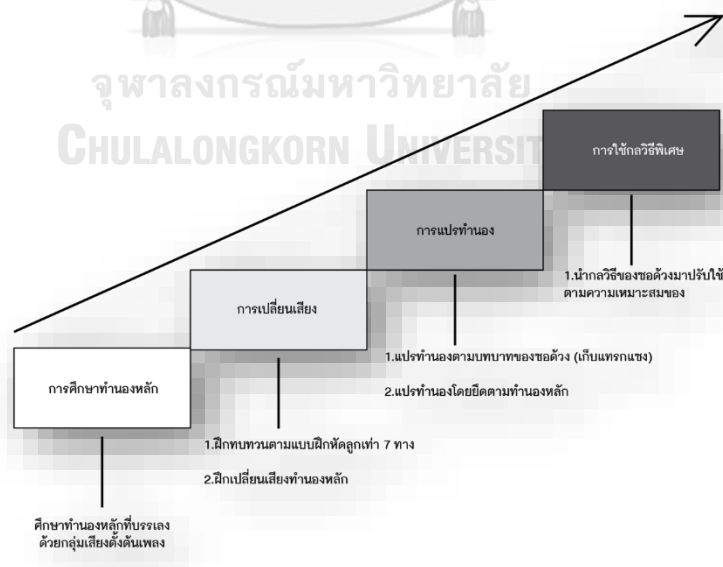 จุฬาลงกรณ์มหาวิทยาลัย
CHULALONGKORN UNIVERSIT
การใช้กลวิธีพิเศษ
การแปรทำนอง
1.นำกลวิธีของซอด้วงมาปรับใช้
ตามความเหมาะสมของ
การเปลี่ยนเสียง
1.แปรทำนองตามบทบาทของซอด้วง (เก็บแทรกแซง)
การศึกษาทำนองหลัก
2.แปรทำนองโดยยึดตามทำนองหลัก
1.ฝึกทบทวนตามแบบฝึกหัดลูกเท่า 7 ทาง
2.ฝึกเปลี่ยนเสียงทำนองหลัก
ศึกษาทำนองหลักที่บรรเลง
ด้วยกลุ่มเสียงตั้งต้นเพลง